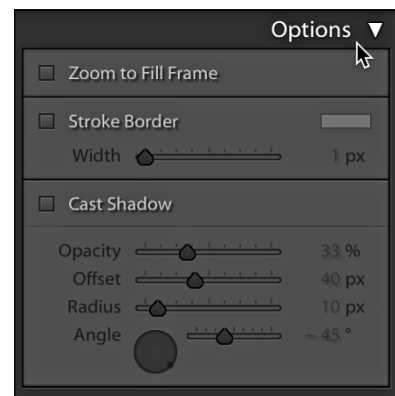 Options ▼
Zoom to Fill Frame
Stroke Border
Width 1 px
Cast Shadow
Opacity 33 %
Offset 40 px
Radius 10 px
Angle – 45 °